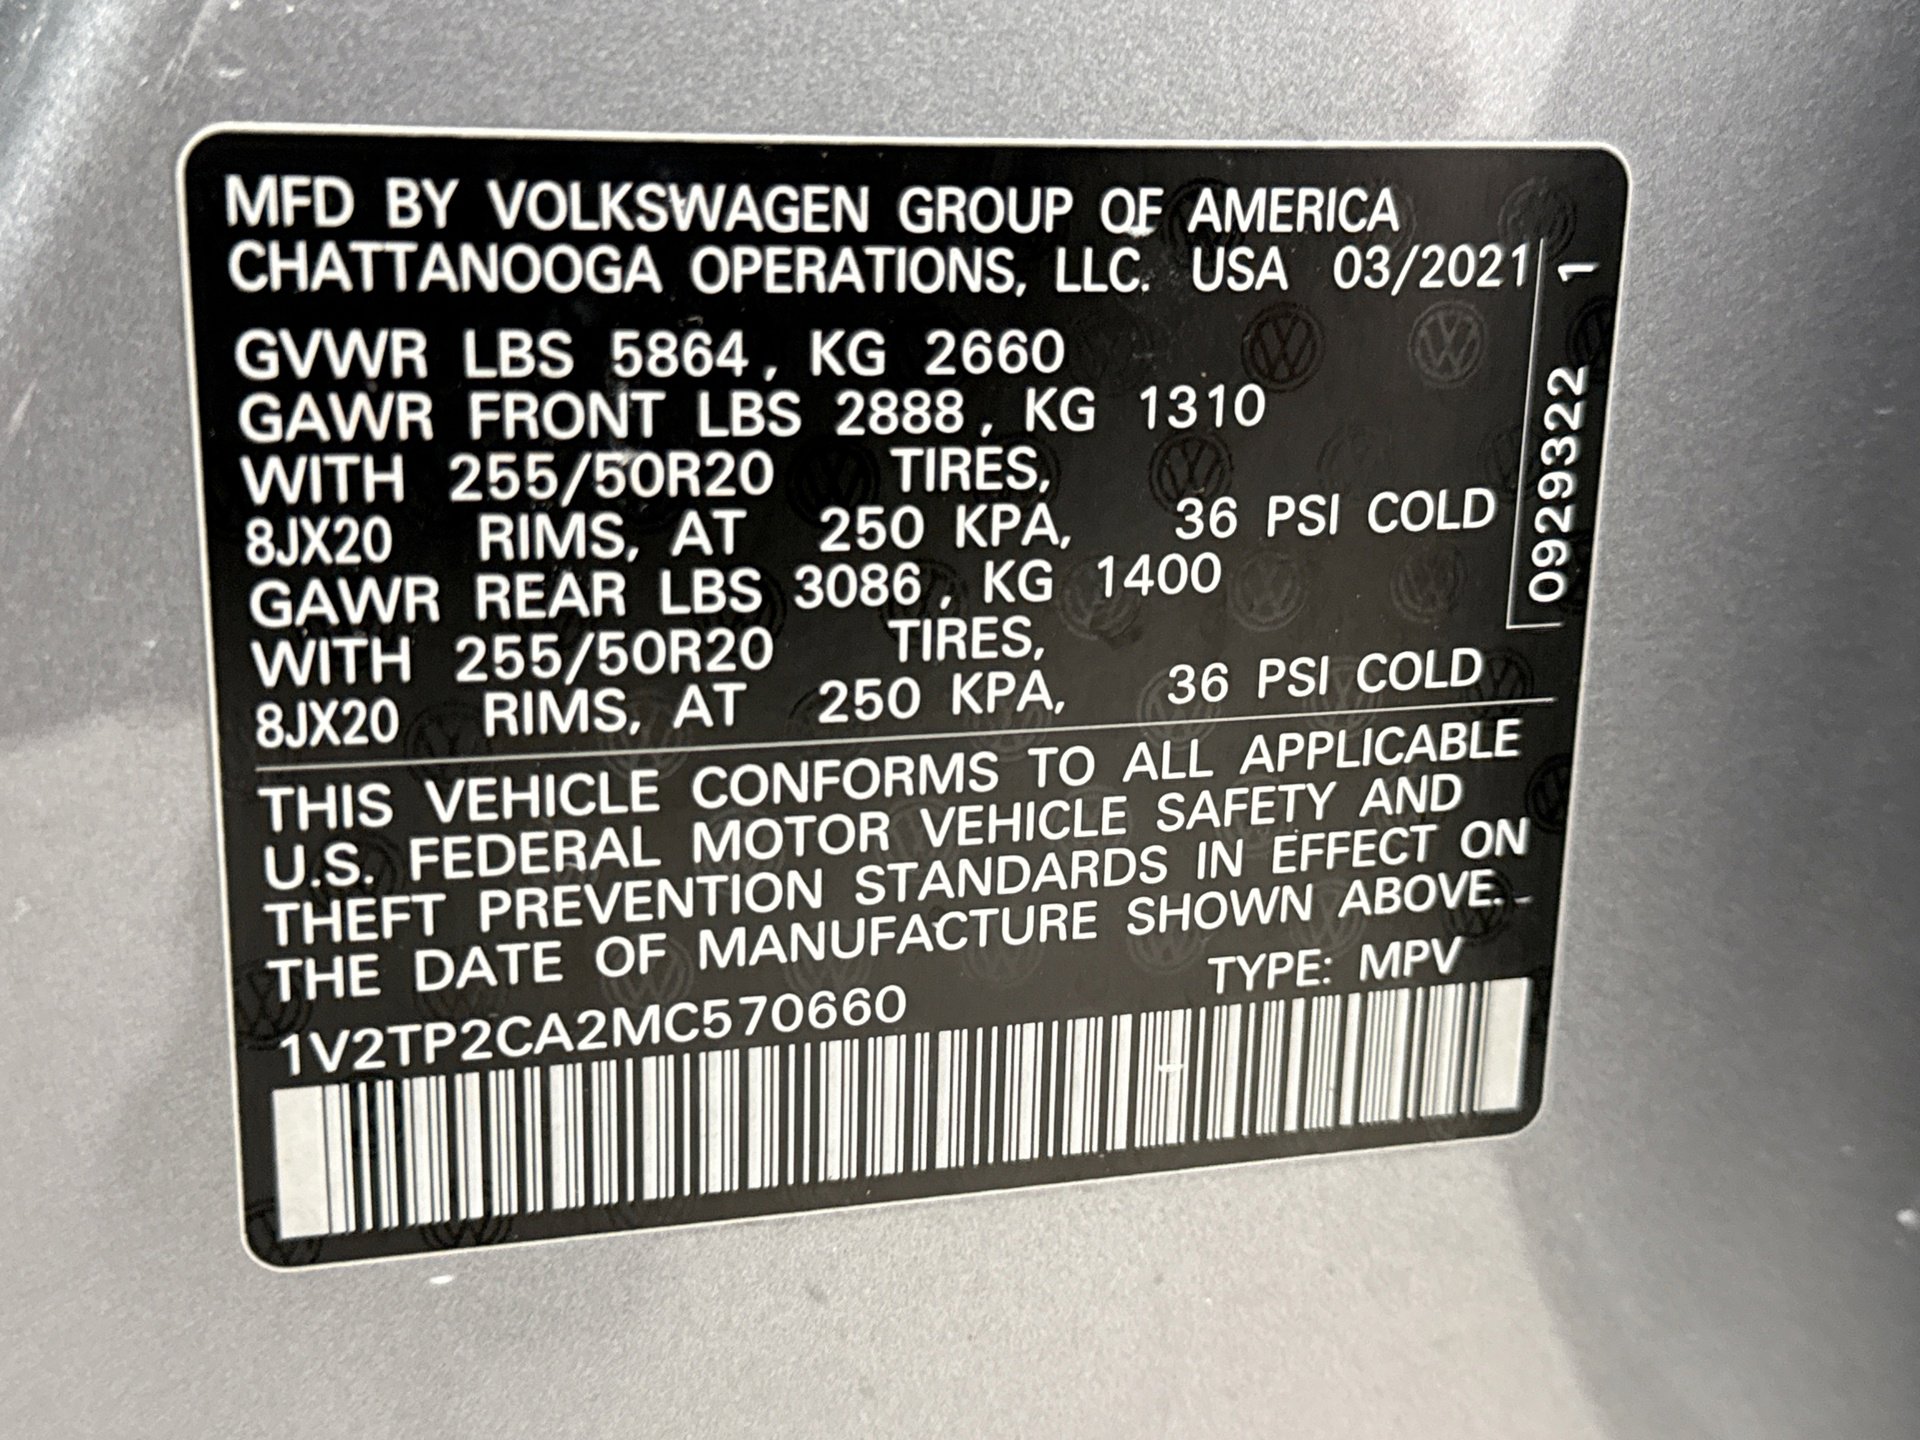 MFD BY VOLKSWAGEN GROUP OF AMERICA
CHATTANOOGA OPERATIONS, LLC. USA 03/2021
GVWR LBS 5864, KG 2660
GAWR FRONT LBS 2888, KG 1310
WITH 255/50R20 TIRES,
8JX20 RIMS, AT 250 KPA, 36 PSI COLD
GAWR REAR LBS 3086, KG 1400
WITH 255/50R20 TIRES,
8JX20 RIMS, AT 250 KPA, 36 PSI COLD
0929322 1
THIS VEHICLE CONFORMS TO ALL APPLICABLE
U.S. FEDERAL MOTOR VEHICLE SAFETY AND
THEFT PREVENTION STANDARDS IN EFFECT ON
THE DATE OF MANUFACTURE SHOWN ABOVE.
TYPE: MPV
1V2TP2CA2MC570660